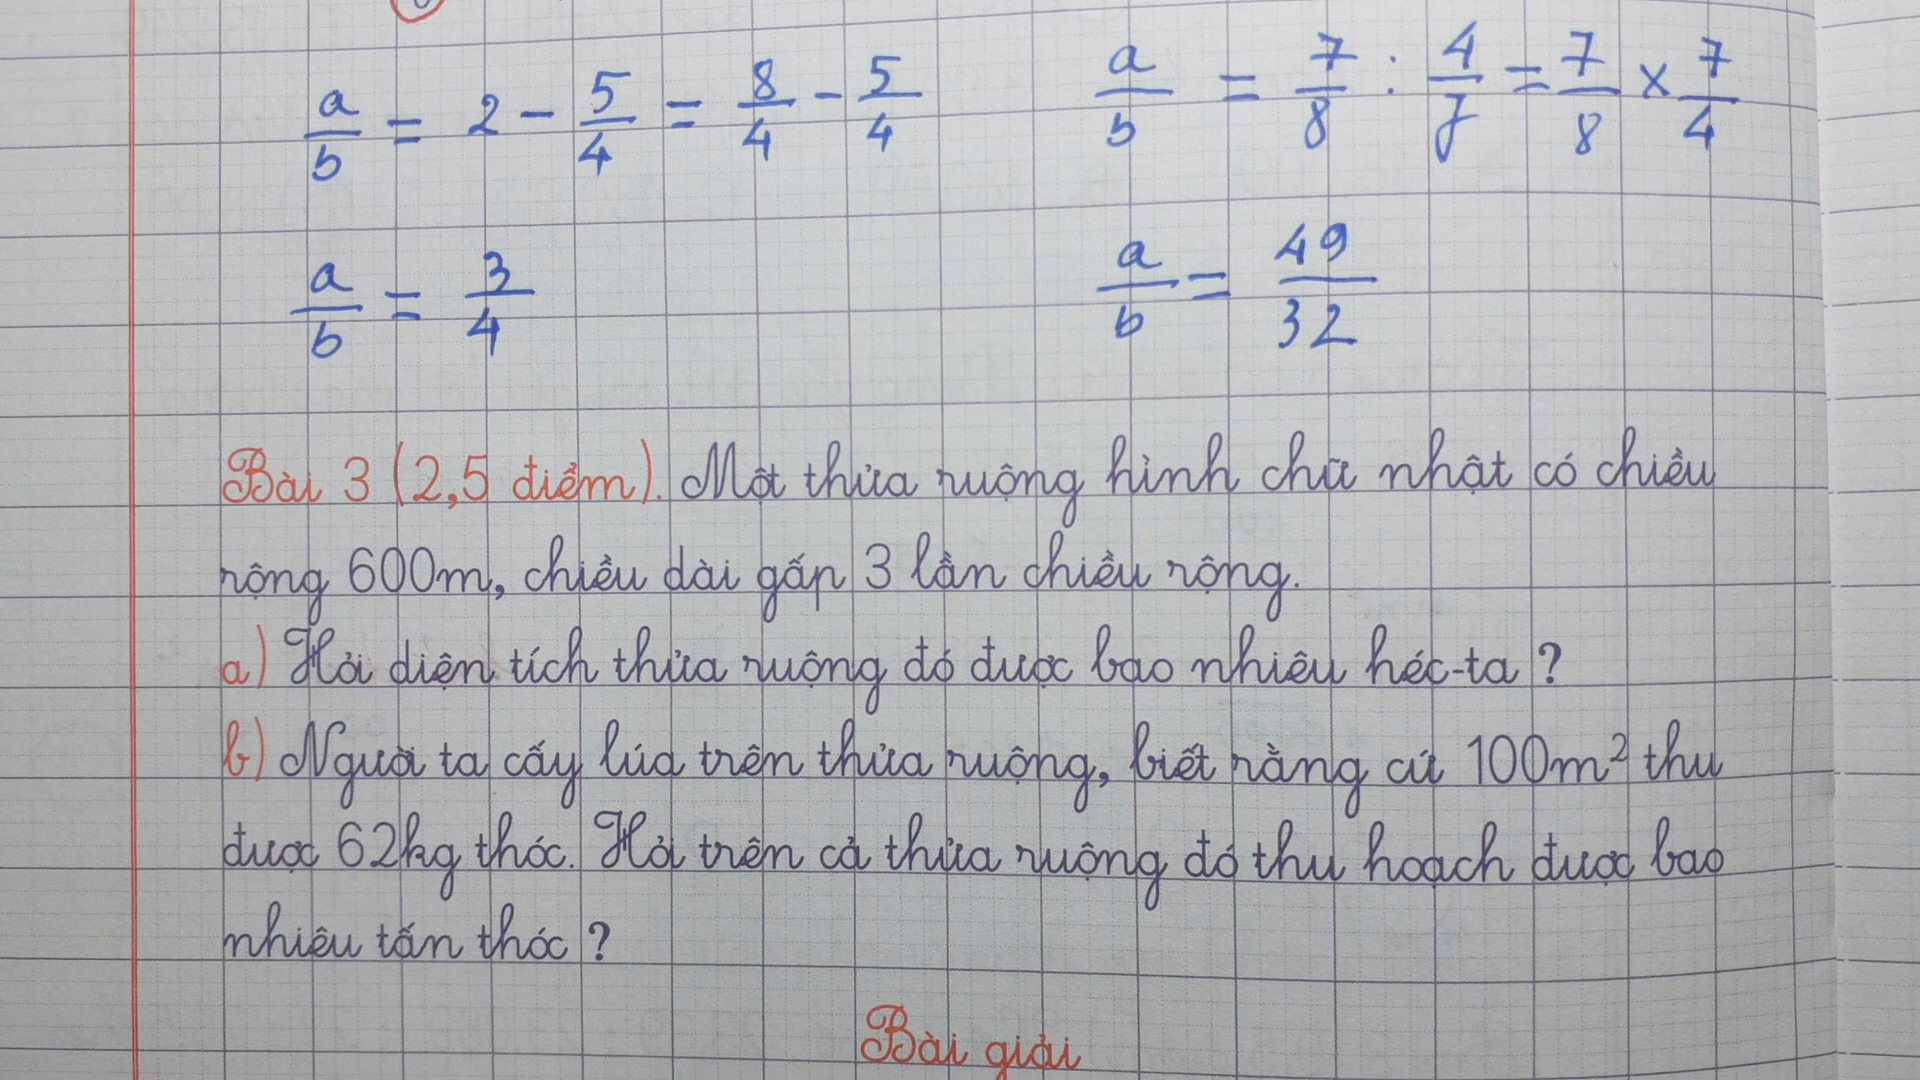 a/b = 2 - 5/4 = 8/4 - 5/4
a/b = 7/8 : 4/7 = 7/8 × 7/4
a/b = 3/4
a/b = 49/32
Bài 3 (2,5 điểm). Một thửa ruộng hình chữ nhật có chiều
rộng 600m, chiều dài gấp 3 lần chiều rộng.
a) Hỏi diện tích thửa ruộng đó được bao nhiêu héc-ta ?
b) Người ta cấy lúa trên thửa ruộng, biết rằng cứ 100m² thu
được 62kg thóc. Hỏi trên cả thửa ruộng đó thu hoạch được bao
nhiêu tấn thóc ?
Bài giải